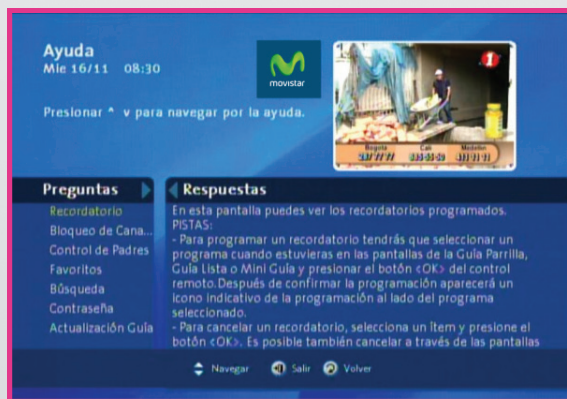 Ayuda
Mie 16/11 08:30
movistar
1
Presionar ^ v para navegar por la ayuda.
Bogota Cali Medellin
Preguntas
Recordatorio
Bloqueo de Cana...
Control de Padres
Favoritos
Búsqueda
Contraseña
Actualización Guía
Respuestas
En esta pantalla puedes ver los recordatorios programados.
PISTAS:
- Para programar un recordatorio tendrás que seleccionar un
programa cuando estuvieras en las pantallas de la Guía Parrilla,
Guía Lista o Mini Guía y presionar el botón <OK> del control
remoto.Después de confirmar la programación aparecerá un
icono indicativo de la programación al lado del programa
seleccionado.
- Para cancelar un recordatorio, selecciona un ítem y presione el
botón <OK>. Es posible también cancelar a través de las pantallas
Navegar Salir Volver